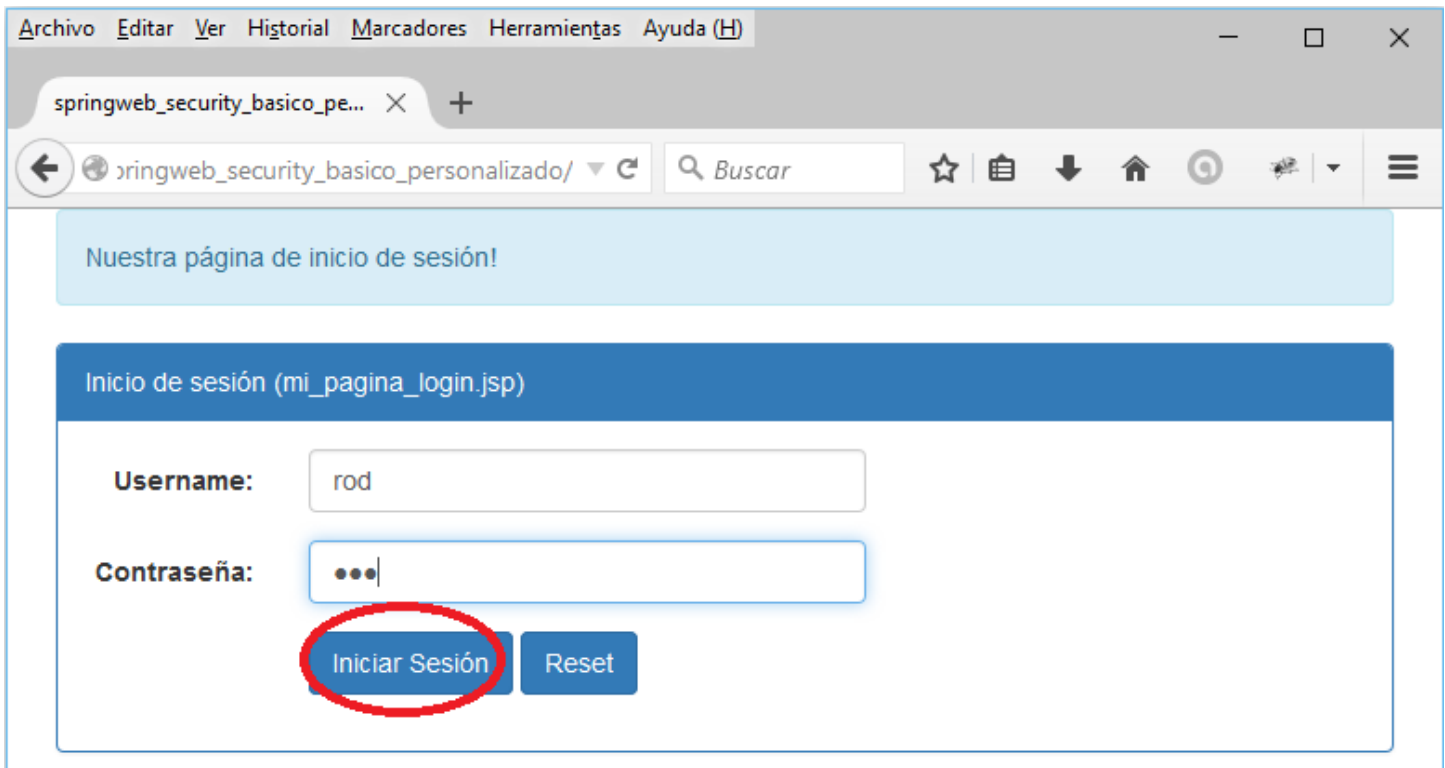 Archivo Editar Ver Historial Marcadores Herramientas Ayuda (H)
springweb_security_basico_pe...
pringweb_security_basico_personalizado/ Buscar
Nuestra página de inicio de sesión!
Inicio de sesión (mi_pagina_login.jsp)
Username: rod
Contraseña: •••
Iniciar Sesión Reset